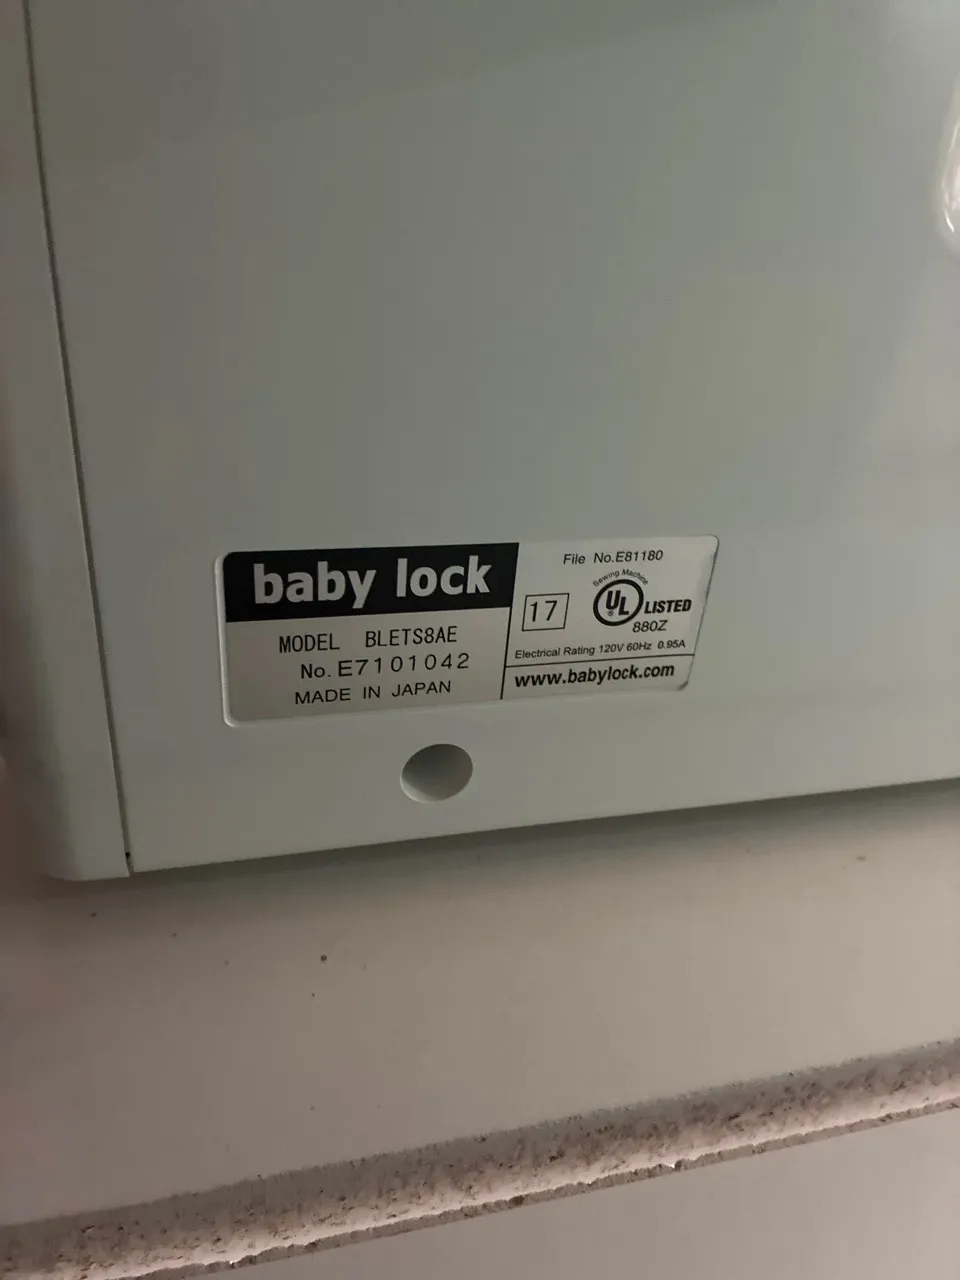 baby lock
MODEL BLETS8AE
No. E7101042
MADE IN JAPAN
File No.E81180
17
Sewing Machine
UL
®
LISTED
880Z
Electrical Rating 120V 60Hz 0.95A
www.babylock.com